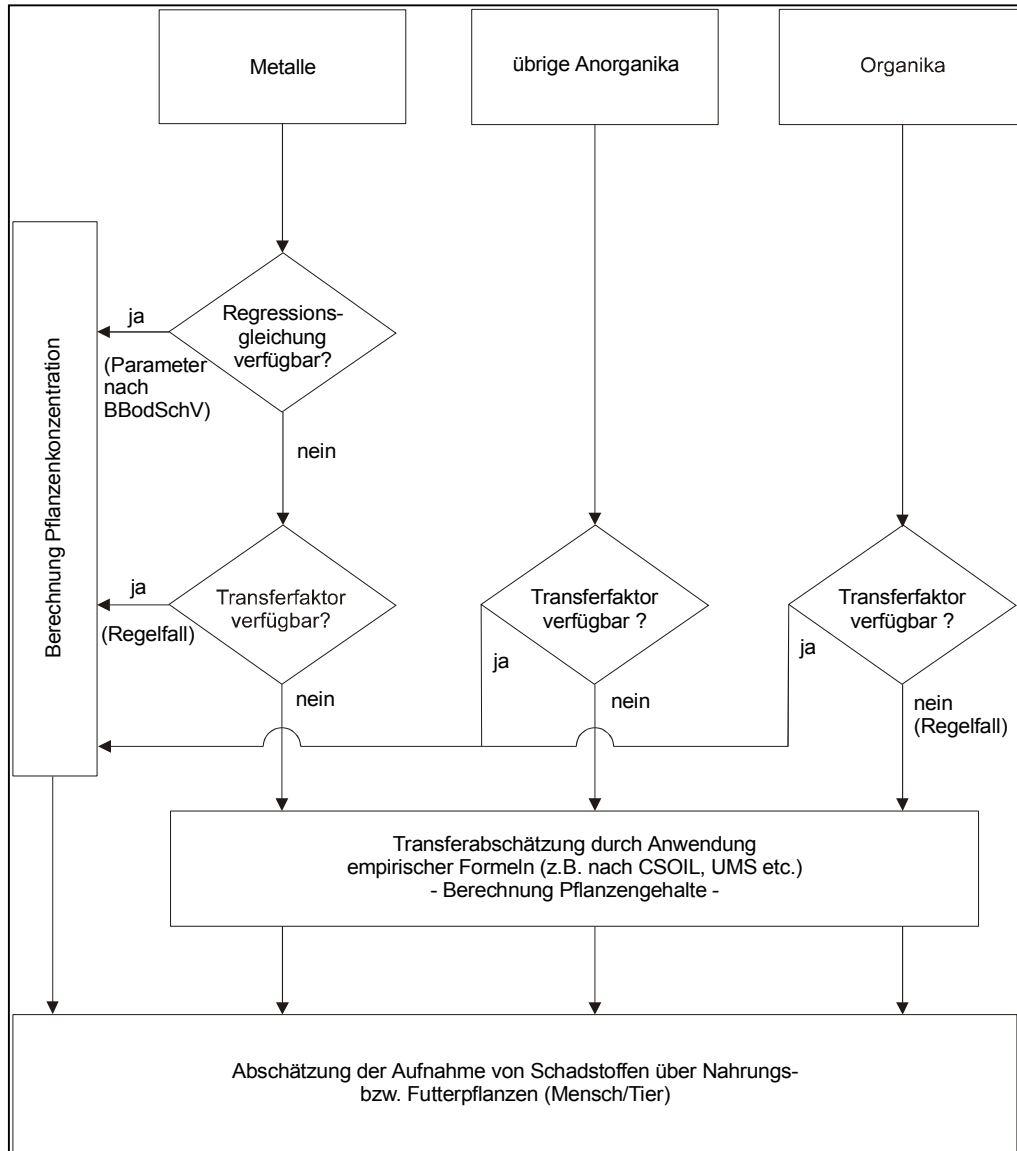 Metalle
übrige Anorganika
Organika
Regressions-
gleichung
verfügbar?
ja
(Parameter
nach
BBodSchV)
nein
Berechnung Pflanzenkonzentration
Transferfaktor
verfügbar?
ja
(Regelfall)
nein
Transferfaktor
verfügbar ?
ja
nein
Transferfaktor
verfügbar ?
ja
nein
(Regelfall)
Transferabschätzung durch Anwendung
empirischer Formeln (z.B. nach CSOIL, UMS etc.)
- Berechnung Pflanzengehalte -
Abschätzung der Aufnahme von Schadstoffen über Nahrungs-
bzw. Futterpflanzen (Mensch/Tier)